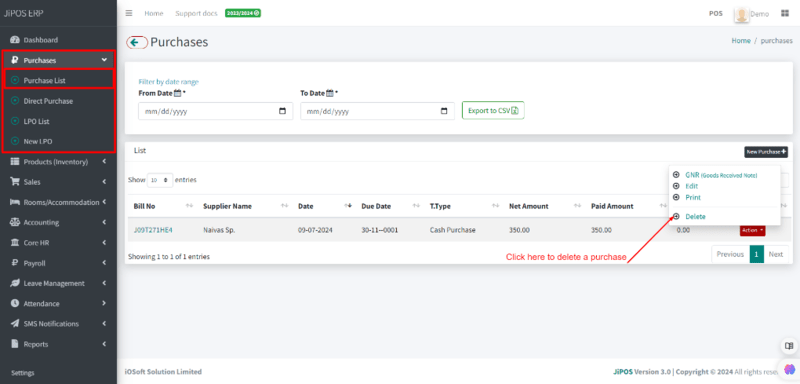 JiPOS ERP
Home Support docs 2023/2024 POS Demo
Dashboard
Purchases
Purchase List
Direct Purchase
LPO List
New LPO
Products (Inventory)
Sales
Rooms/Accommodation
Accounting
Core HR
Payroll
Leave Management
Attendance
SMS Notifications
Reports
Settings
Purchases
Home / purchases
Filter by date range
From Date * To Date *
mm/dd/yyyy mm/dd/yyyy Export to CSV
List New Purchase
Show 10 entries
GNR (Goods Received Note)
Edit
Print
Delete
Bill No Supplier Name Date Due Date T.Type Net Amount Paid Amount
J09T271HE4 Naivas Sp. 09-07-2024 30-11--0001 Cash Purchase 350.00 350.00 0.00 Action
Showing 1 to 1 of 1 entries Previous 1 Next
Click here to delete a purchase
iOSoft Solution Limited JiPOS Version 3.0 | Copyright © 2024 All rights